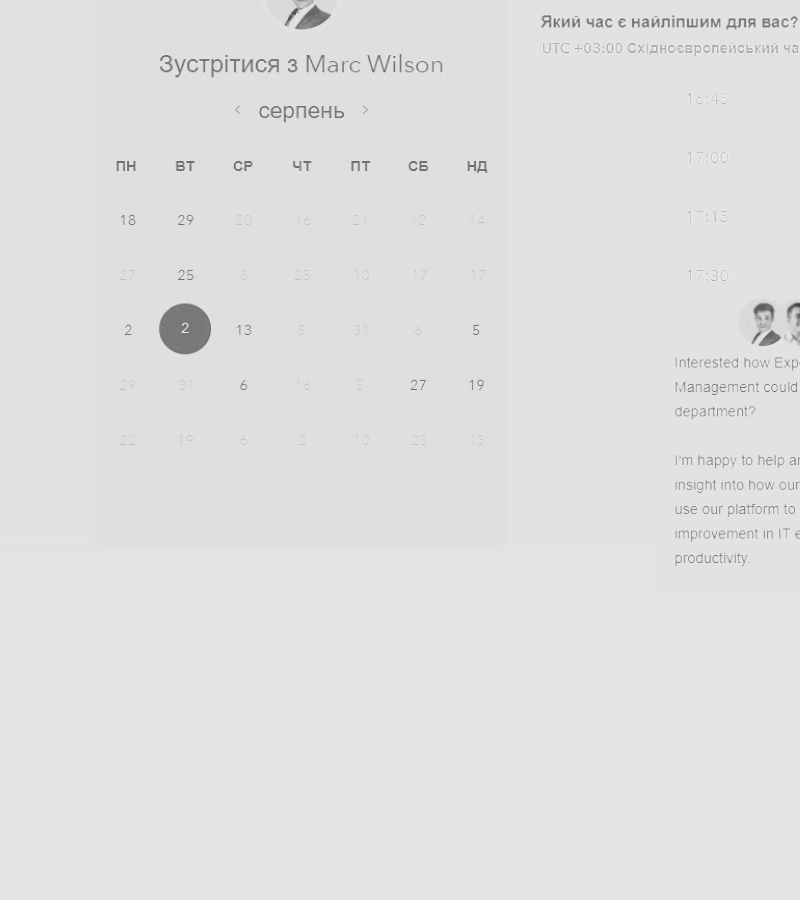 Зустрітися з Marc Wilson
серпень
ПН ВТ СР ЧТ ПТ СБ НД
18 29 20 16 21 12 14
27 25 8 25 10 17 17
2 2 13 5 31 6 5
29 31 6 16 5 27 19
22 19 6 2 10 23 13
Який час є найліпшим для вас?
UTC +03:00 Східноєвропейський ча
16:45
17:00
17:15
17:30
Interested how Exp
Management could
department?
I'm happy to help a
insight into how our
use our platform to
improvement in IT e
productivity.